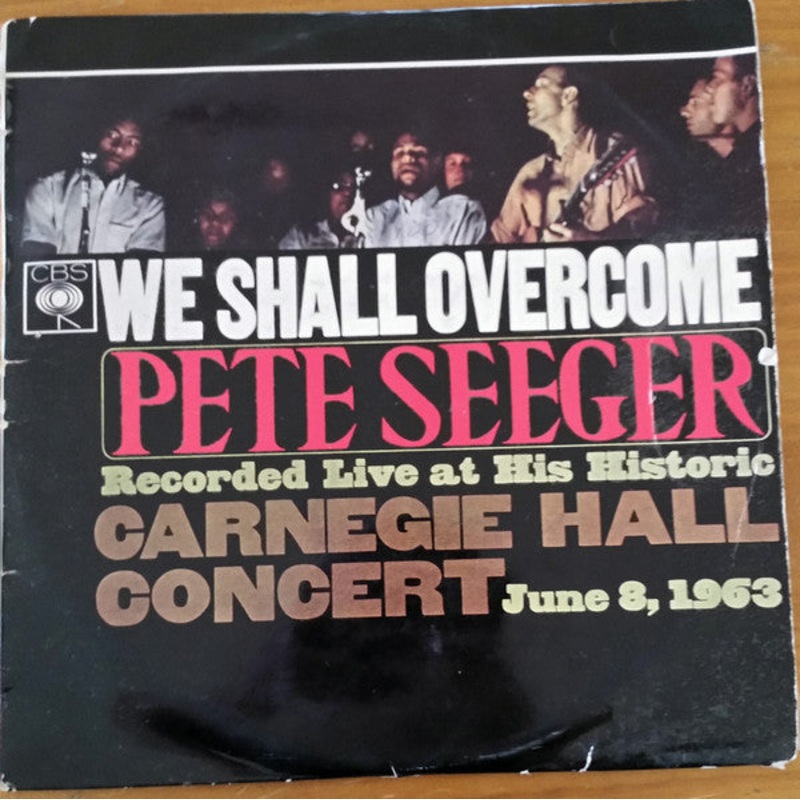 CBS
WE SHALL OVERCOME
PETE SEEGER
Recorded Live at His Historic
CARNEGIE HALL
CONCERT June 8, 1963